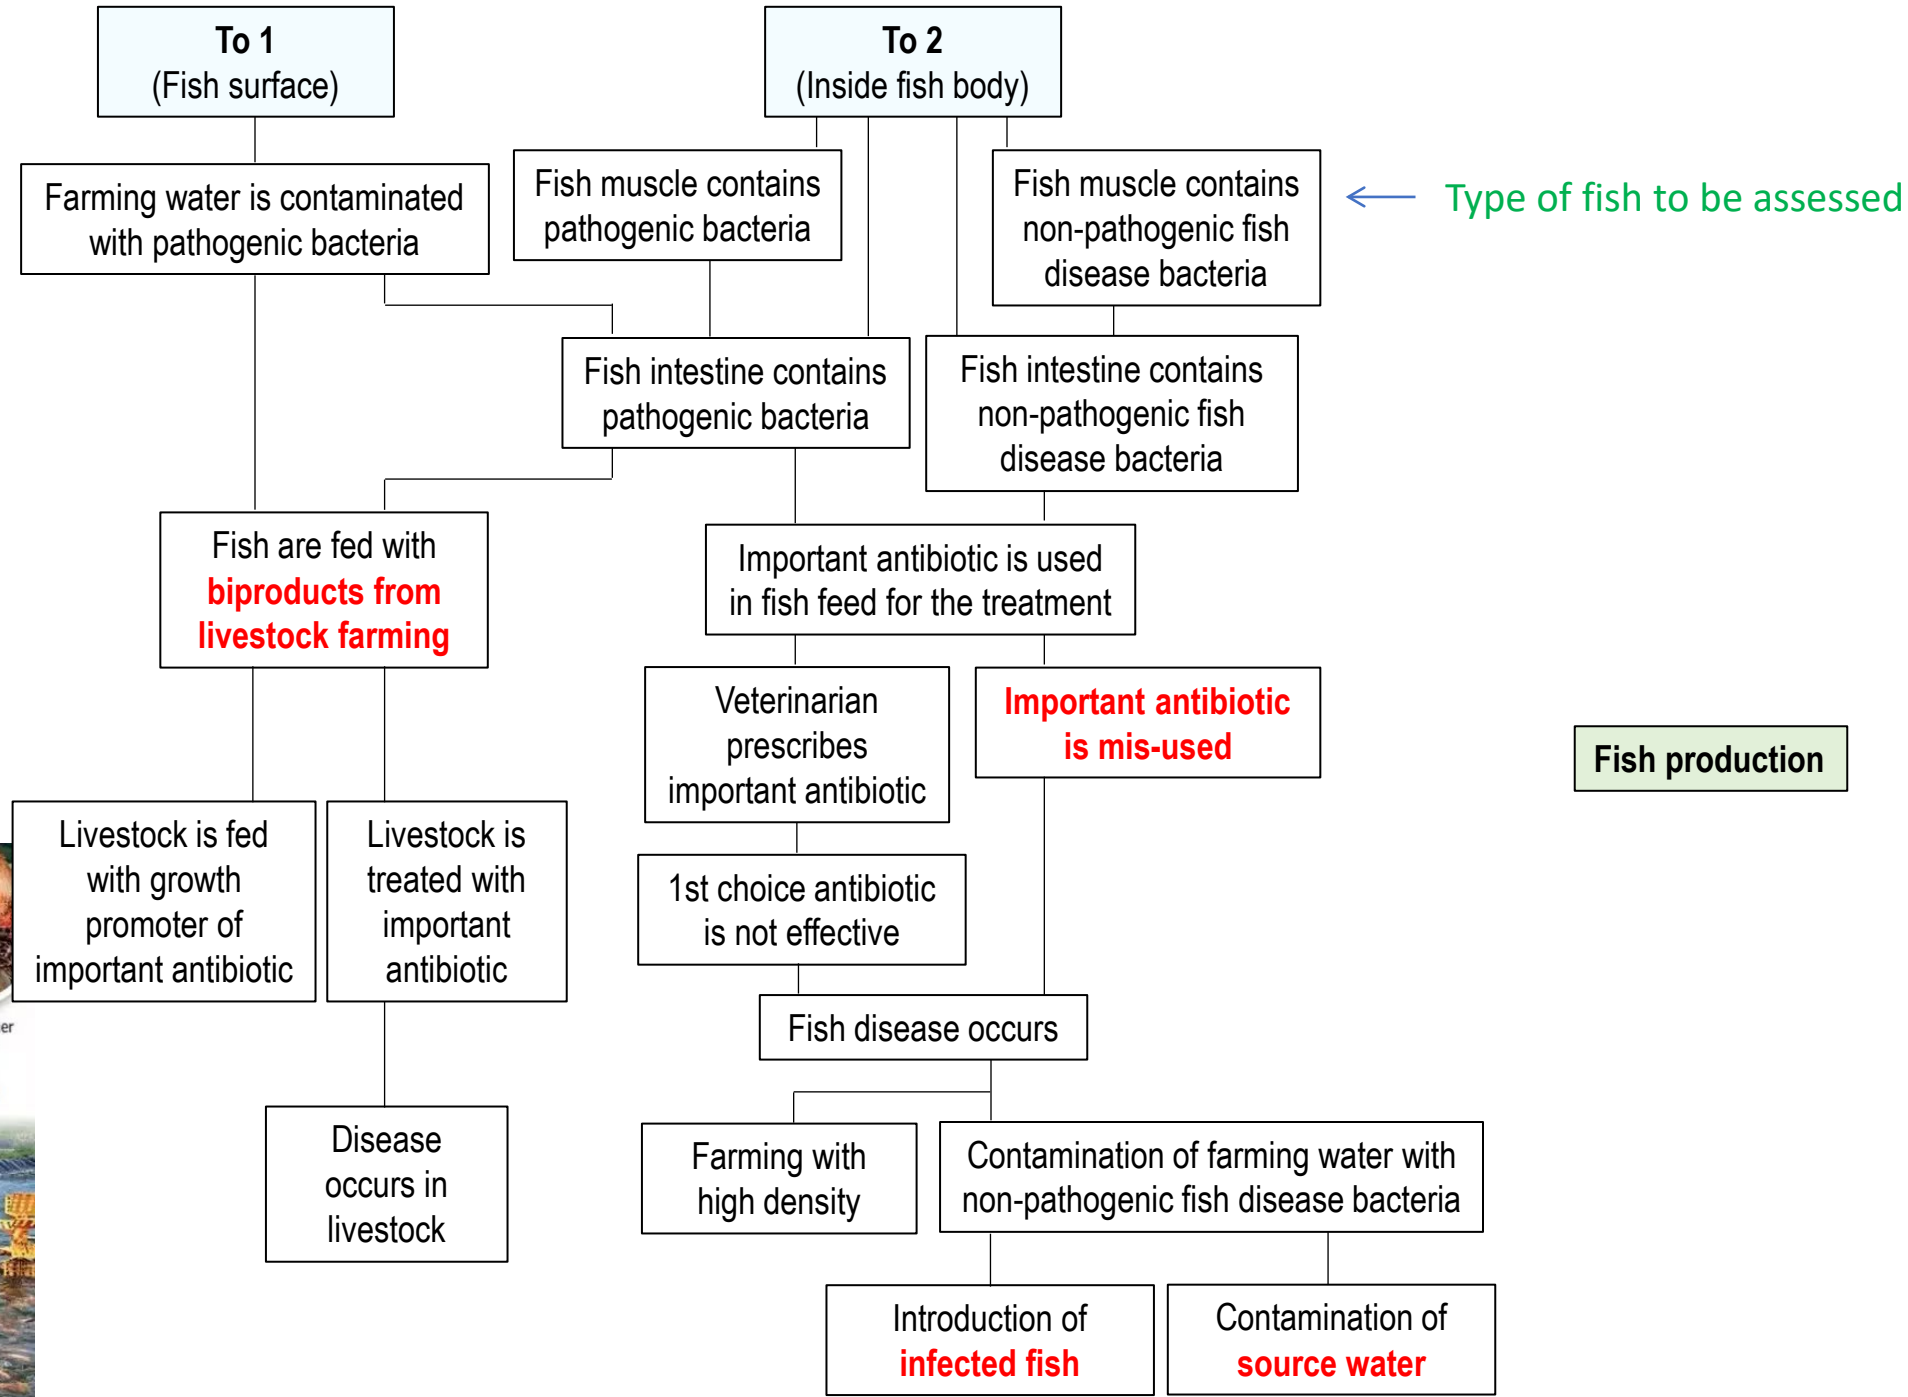 To 1
(Fish surface)
To 2
(Inside fish body)
Farming water is contaminated
with pathogenic bacteria
Fish muscle contains
pathogenic bacteria
Fish muscle contains
non-pathogenic fish
disease bacteria
Type of fish to be assessed
Fish intestine contains
pathogenic bacteria
Fish intestine contains
non-pathogenic fish
disease bacteria
Fish are fed with
biproducts from
livestock farming
Important antibiotic is used
in fish feed for the treatment
Veterinarian
prescribes
important antibiotic
Important antibiotic
is mis-used
Fish production
Livestock is fed
with growth
promoter of
important antibiotic
Livestock is
treated with
important
antibiotic
1st choice antibiotic
is not effective
Fish disease occurs
Disease
occurs in
livestock
Farming with
high density
Contamination of farming water with
non-pathogenic fish disease bacteria
Introduction of
infected fish
Contamination of
source water